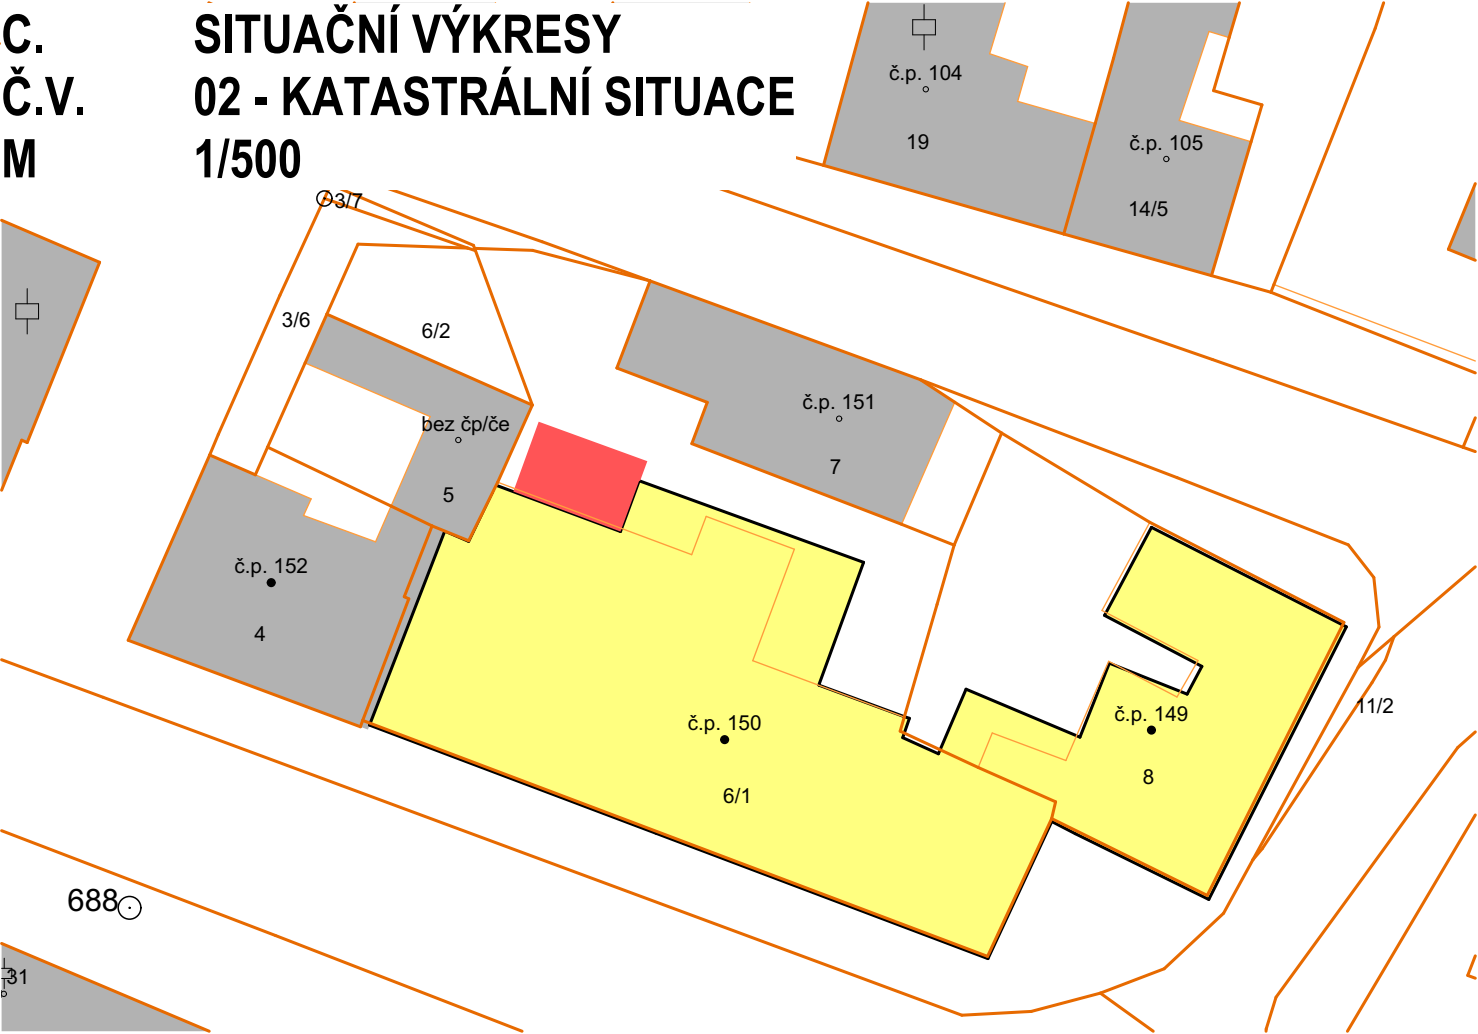 C. SITUAČNÍ VÝKRESY
Č.V. 02 - KATASTRÁLNÍ SITUACE
M 1/500
č.p. 104
19
č.p. 105
14/5
3/7
3/6
6/2
bez čp/če
5
č.p. 151
7
č.p. 152
4
č.p. 150
6/1
č.p. 149
8
11/2
688
31